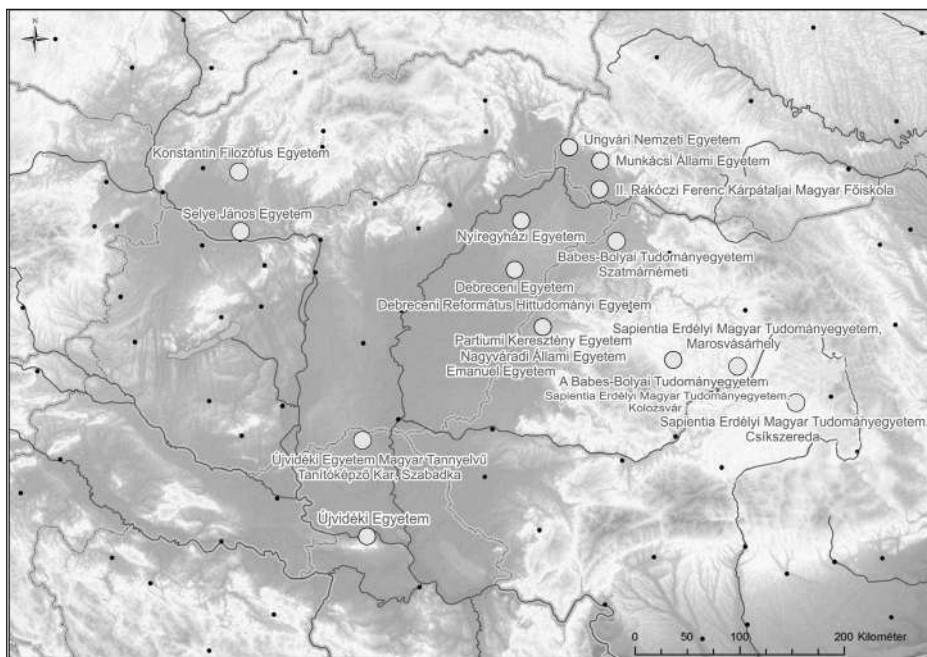 N
Ungvári Nemzeti Egyetem
Konstantin Filozófus Egyetem
Munkácsi Állami Egyetem
II. Rákóczi Ferenc Kárpátaljai Magyar Főiskola
Selye János Egyetem
Nyíregyházi Egyetem
Babes-Bolyai Tudományegyetem
Szatmárnémeti
Debreceni Egyetem
Debreceni Református Hittudományi Egyetem
Sapientia Erdélyi Magyar Tudományegyetem,
Marosvásárhely
Partiumi Keresztény Egyetem
Nagyváradi Állami Egyetem
Emanuel Egyetem
A Babes-Bolyai Tudományegyetem
Sapientia Erdélyi Magyar Tudományegyetem,
Kolozsvár
Sapientia Erdélyi Magyar Tudományegyetem,
Csíkszereda
Újvidéki Egyetem Magyar Tannyelvű
Tanítóképző Kar, Szabadka
Újvidéki Egyetem
0 50 100 200 Kilométer